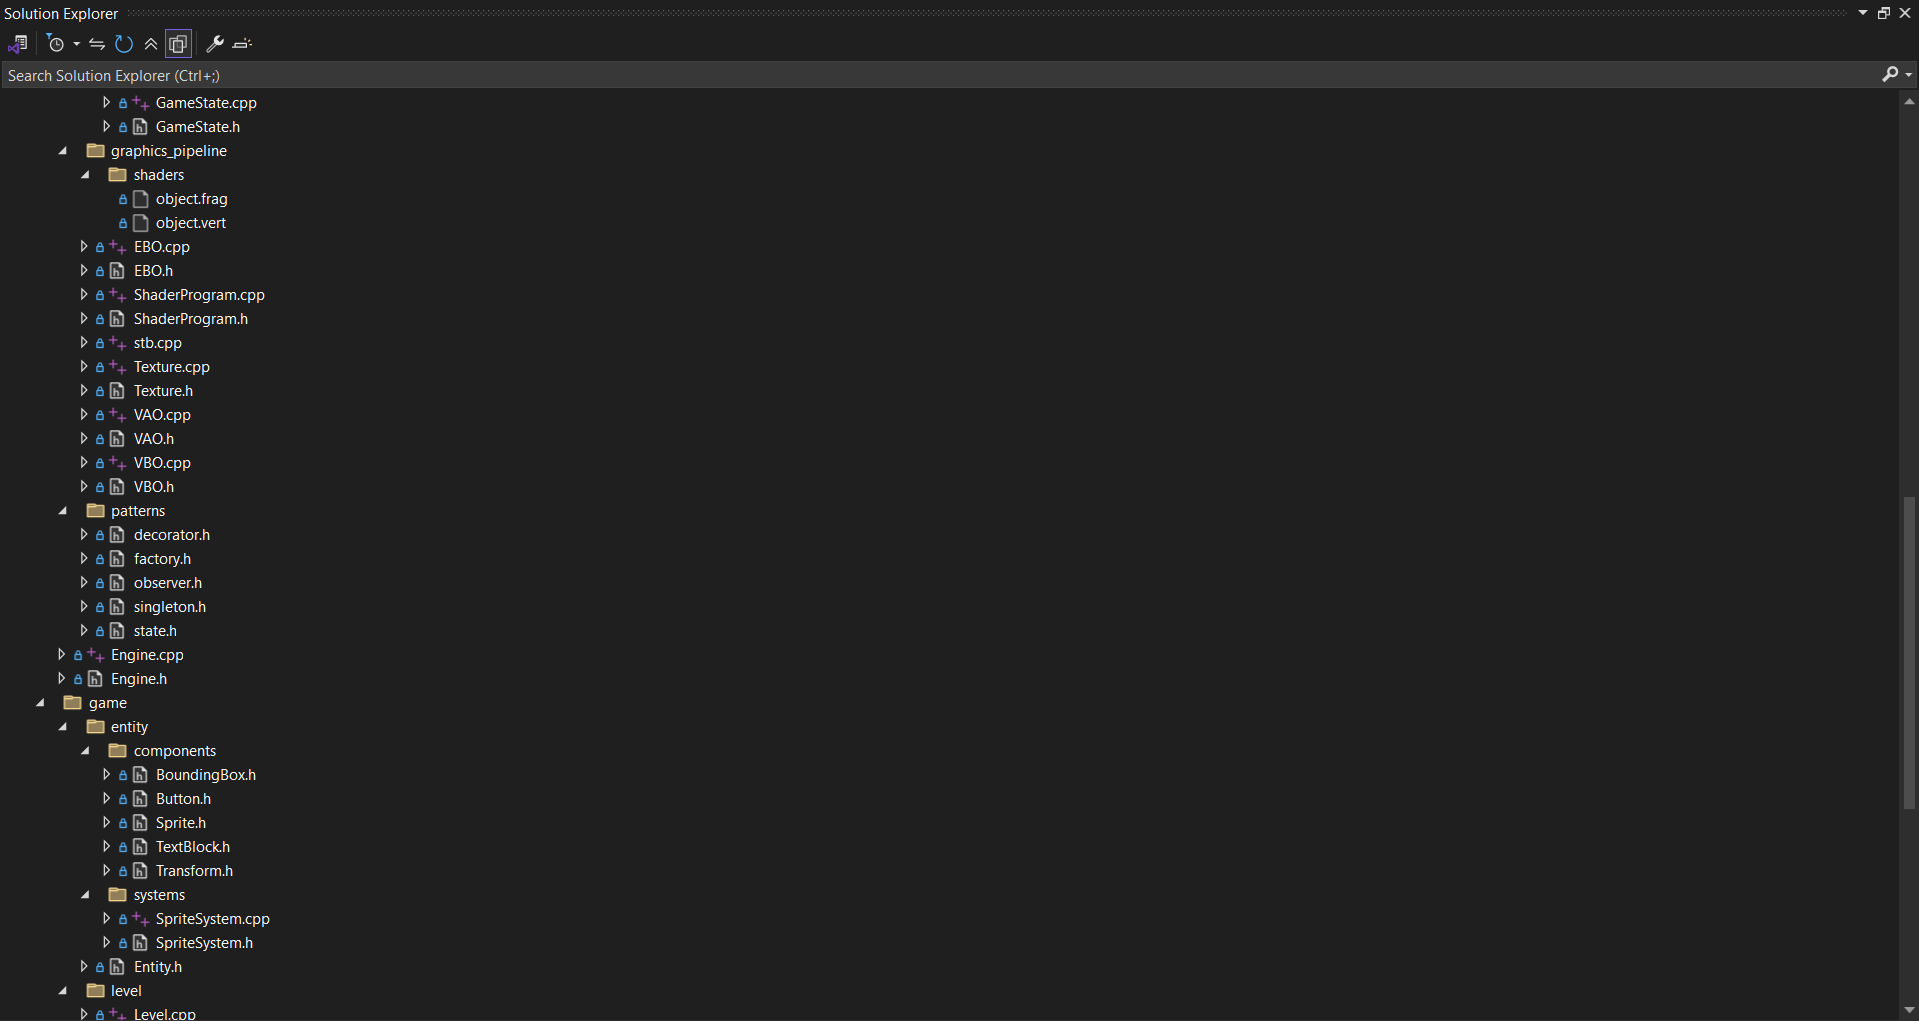 Solution Explorer
Search Solution Explorer (Ctrl+;)
GameState.cpp
GameState.h
graphics_pipeline
shaders
object.frag
object.vert
EBO.cpp
EBO.h
ShaderProgram.cpp
ShaderProgram.h
stb.cpp
Texture.cpp
Texture.h
VAO.cpp
VAO.h
VBO.cpp
VBO.h
patterns
decorator.h
factory.h
observer.h
singleton.h
state.h
Engine.cpp
Engine.h
game
entity
components
BoundingBox.h
Button.h
Sprite.h
TextBlock.h
Transform.h
systems
SpriteSystem.cpp
SpriteSystem.h
Entity.h
level
Level.cpp